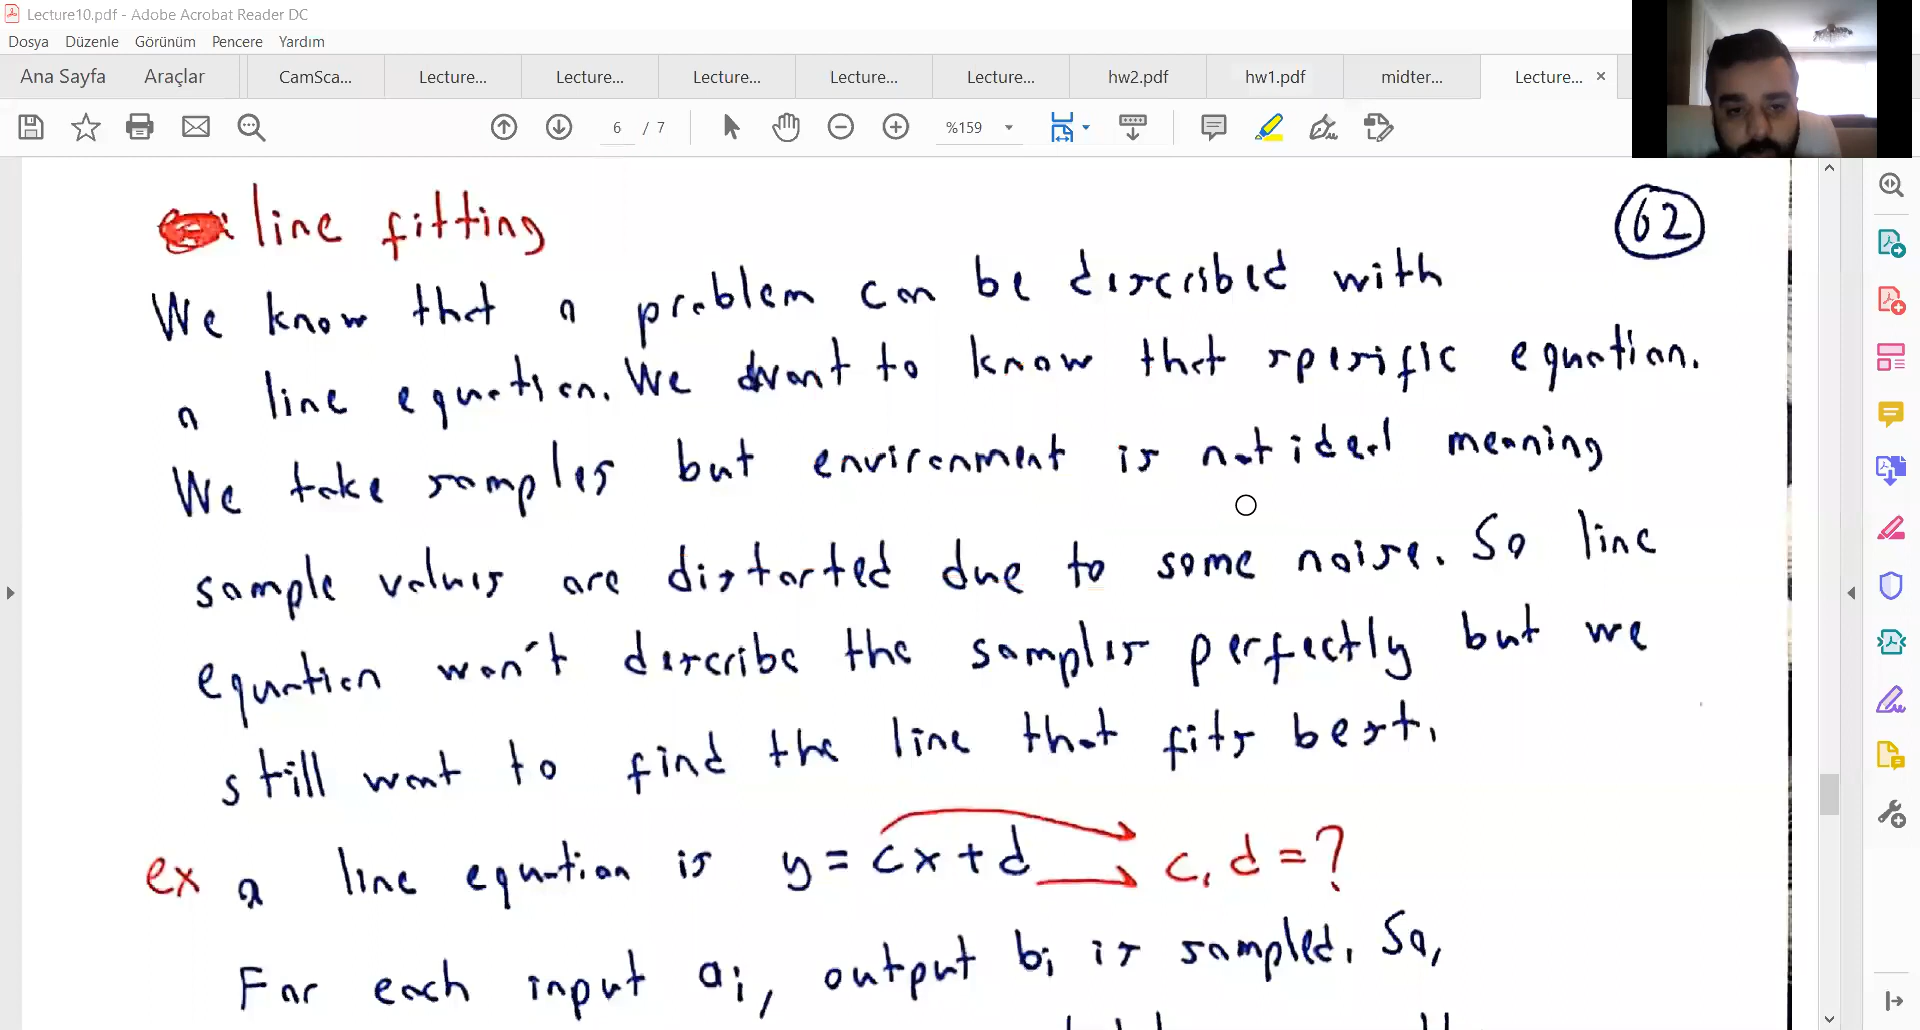 Lecture10.pdf - Adobe Acrobat Reader DC
Dosya Düzenle Görünüm Pencere Yardım
Ana Sayfa Araçlar CamSca... Lecture... Lecture... Lecture... Lecture... Lecture... hw2.pdf hw1.pdf midter... Lecture... ×
6 / 7 %159
line fitting
62
We know that a problem can be described with
a line equation. We want to know that spesific equation.
We take samples but environment is not ideal meaning
sample values are distorted due to some noise. So line
equation won't describe the samples perfectly but we
still want to find the line that fits best.
ex a line equation is y = cx + d c, d = ?
For each input ai, output bi is sampled. So,